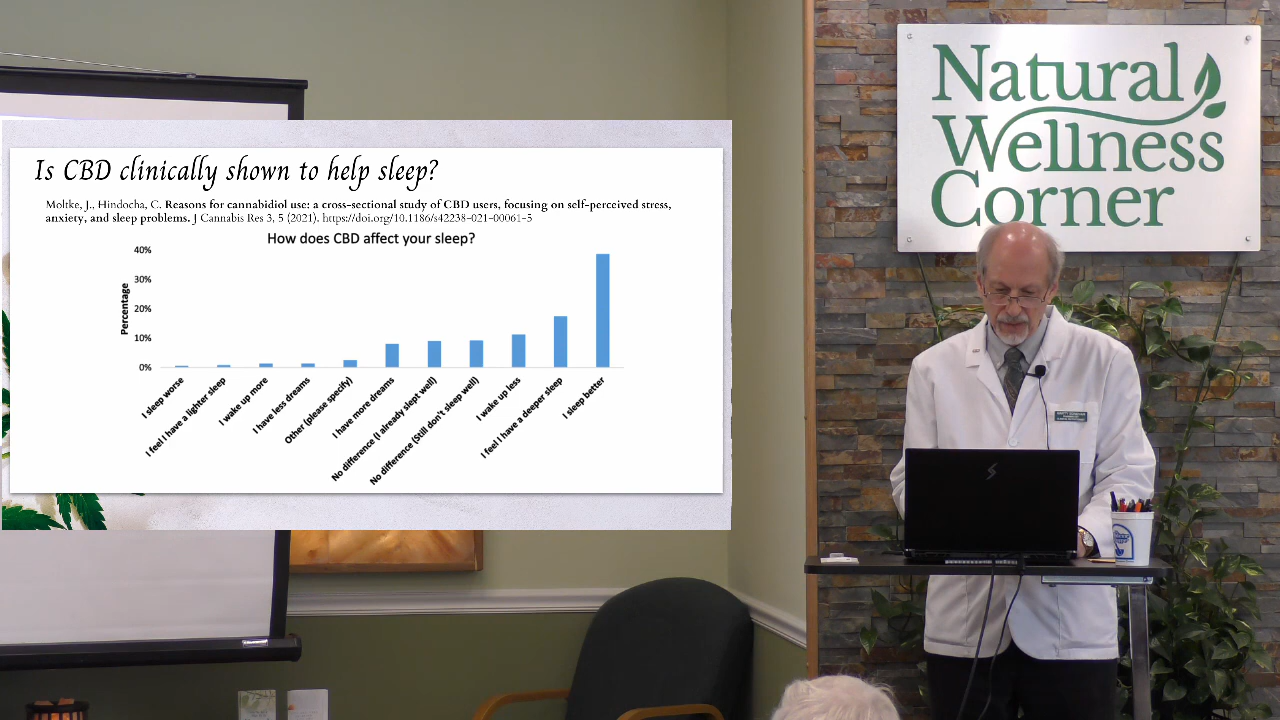 Is CBD clinically shown to help sleep?
Moltke, J., Hindocha, C. Reasons for cannabidiol use: a cross-sectional study of CBD users, focusing on self-perceived stress,
anxiety, and sleep problems. J Cannabis Res 3, 5 (2021). https://doi.org/10.1186/s42238-021-00061-5
How does CBD affect your sleep?
Percentage
40%
30%
20%
10%
0%
I sleep worse
I feel I have a lighter sleep
I wake up more
I have less dreams
Other (please specify)
I have more dreams
No difference (I already slept well)
No difference (Still don't sleep well)
I wake up less
I feel I have a deeper sleep
I sleep better
Natural
Wellness
Corner